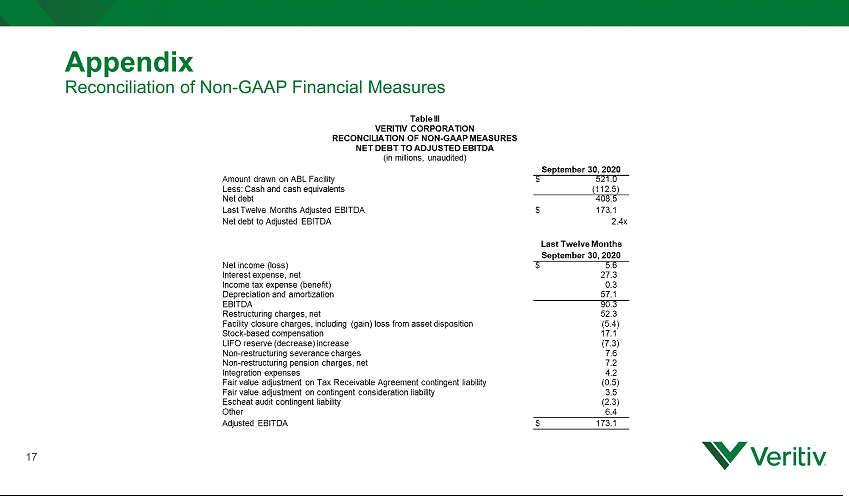 Appendix
Reconciliation of Non-GAAP Financial Measures
Table III
VERITIV CORPORATION
RECONCILIATION OF NON-GAAP MEASURES
NET DEBT TO ADJUSTED EBITDA
(in millions, unaudited)
September 30, 2020
Amount drawn on ABL Facility $ 521.0
Less: Cash and cash equivalents (112.5)
Net debt 408.5
Last Twelve Months Adjusted EBITDA $ 173.1
Net debt to Adjusted EBITDA 2.4x
Last Twelve Months
September 30, 2020
Net income (loss) $ 5.6
Interest expense, net 27.3
Income tax expense (benefit) 0.3
Depreciation and amortization 57.1
EBITDA 90.3
Restructuring charges, net 52.3
Facility closure charges, including (gain) loss from asset disposition (5.4)
Stock-based compensation 17.1
LIFO reserve (decrease) increase (7.3)
Non-restructuring severance charges 7.6
Non-restructuring pension charges, net 7.2
Integration expenses 4.2
Fair value adjustment on Tax Receivable Agreement contingent liability (0.5)
Fair value adjustment on contingent consideration liability 3.5
Escheat audit contingent liability (2.3)
Other 6.4
Adjusted EBITDA $ 173.1
17
Veritiv